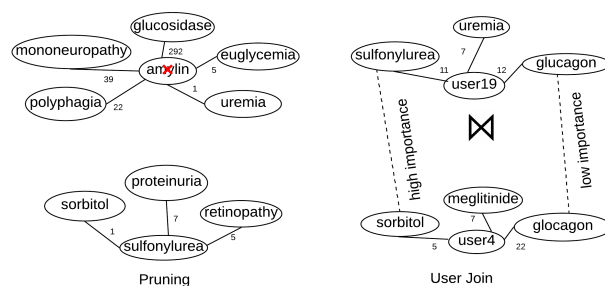 glucosidase
mononeuropathy
292
euglycemia
amylin
39
5
polyphagia
22
1
uremia
proteinuria
sorbitol
retinopathy
7
1
5
sulfonylurea
Pruning
uremia
sulfonylurea
7
glucagon
11
12
user19
high importance
low importance
meglitinide
sorbitol
7
glocagon
user4
5
22
User Join